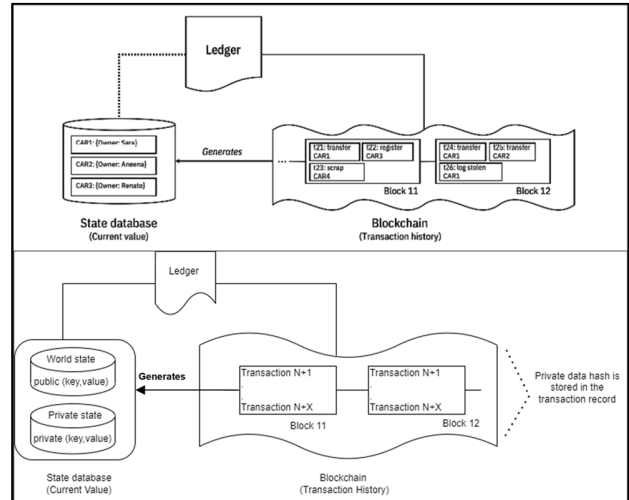 Ledger
CAR1: {Owner: Sara}
CAR2: {Owner: Aneena}
CAR3: {Owner: Renato}
Generates
t21: transfer
CAR1
t22: register
CAR3
t23: scrap
CAR4
Block 11
t24: transfer
CAR1
t25: transfer
CAR2
t26: log stolen
CAR1
Block 12
State database
(Current value)
Blockchain
(Transaction history)
Ledger
World state
public (key,value)
Private state
private (key,value)
Generates
Transaction N+1
.
.
Transaction N+X
Block 11
Transaction N+1
.
.
Transaction N+X
Block 12
Private data hash is
stored in the
transaction record
State database
(Current Value)
Blockchain
(Transaction History)